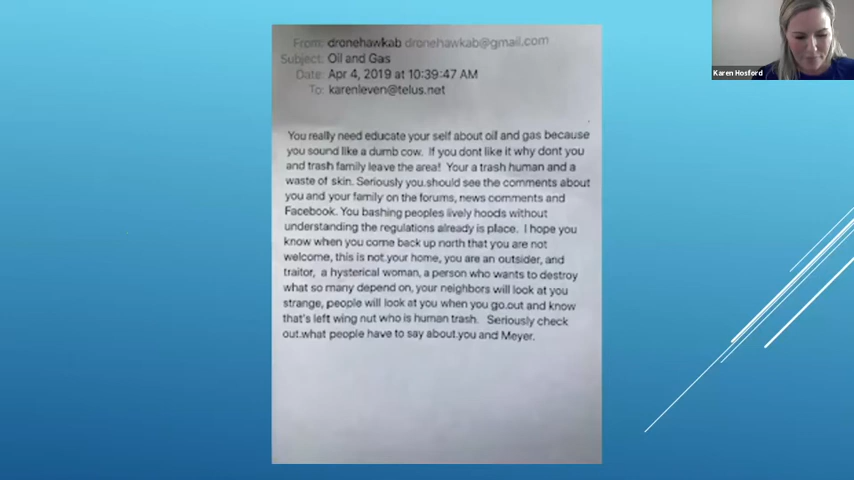 From: dronehawkab dronehawkab@gmail.com
Subject: Oil and Gas
Date: Apr 4, 2019 at 10:39:47 AM
To: karenleven@telus.net
You really need educate your self about oil and gas because
you sound like a dumb cow. If you dont like it why dont you
and trash family leave the area! Your a trash human and a
waste of skin. Seriously you.should see the comments about
you and your family on the forums, news comments and
Facebook. You bashing peoples lively hoods without
understanding the regulations already is place. I hope you
know when you come back up north that you are not
welcome, this is not your home, you are an outsider, and
traitor, a hysterical woman, a person who wants to destroy
what so many depend on, your neighbors will look at you
strange, people will look at you when you go.out and know
that's left wing nut who is human trash. Seriously check
out.what people have to say about.you and Meyer.
Karen Hosford